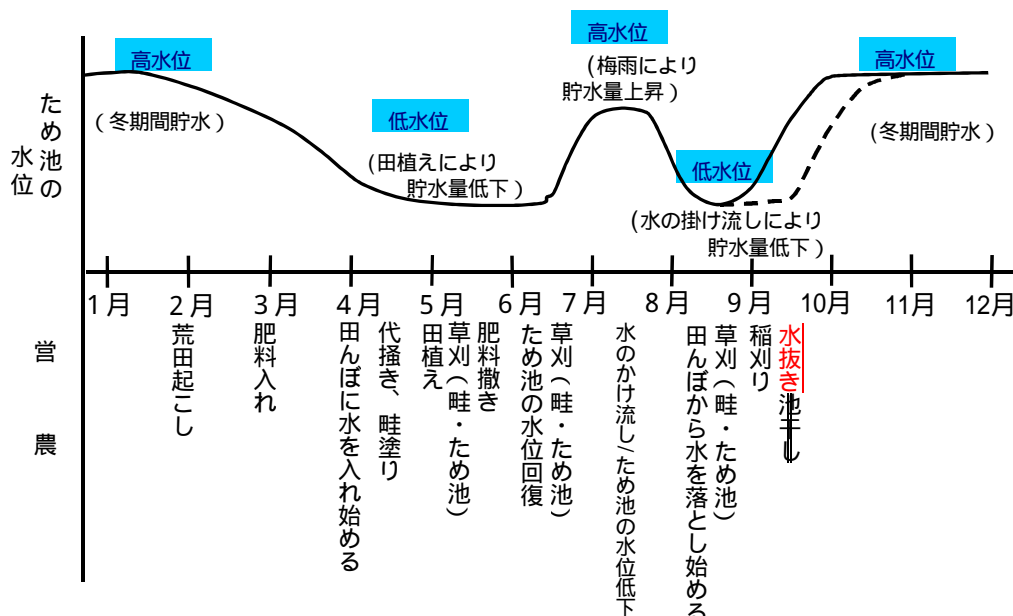 高水位
(冬期間貯水)
低水位
(田植えにより
貯水量低下)
高水位
(梅雨により
貯水量上昇)
低水位
(水の掛け流しにより
貯水量低下)
高水位
(冬期間貯水)
ため池の
水位
1月
2月
3月
4月
5月
6月
7月
8月
9月
10月
11月
12月
営農
荒田起こし
肥料入れ
田んぼに水を入れ始める
代掻き、畦塗り
田植え
草刈(畦・ため池)
肥料撒き
ため池の水位回復
草刈(畦・ため池)
水のかけ流し/ため池の水位低下
田んぼから水を落とし始める
草刈(畦・ため池)
稲刈り
水抜き池干し